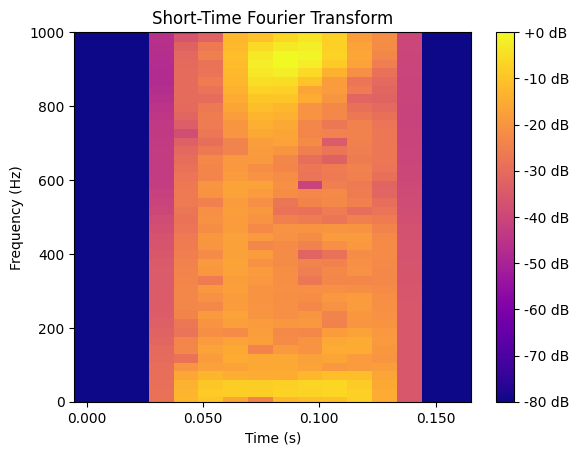 Short-Time Fourier Transform
1000
800
600
400
200
0
Frequency (Hz)
0.000
0.050
0.100
0.150
Time (s)
+0 dB
-10 dB
-20 dB
-30 dB
-40 dB
-50 dB
-60 dB
-70 dB
-80 dB